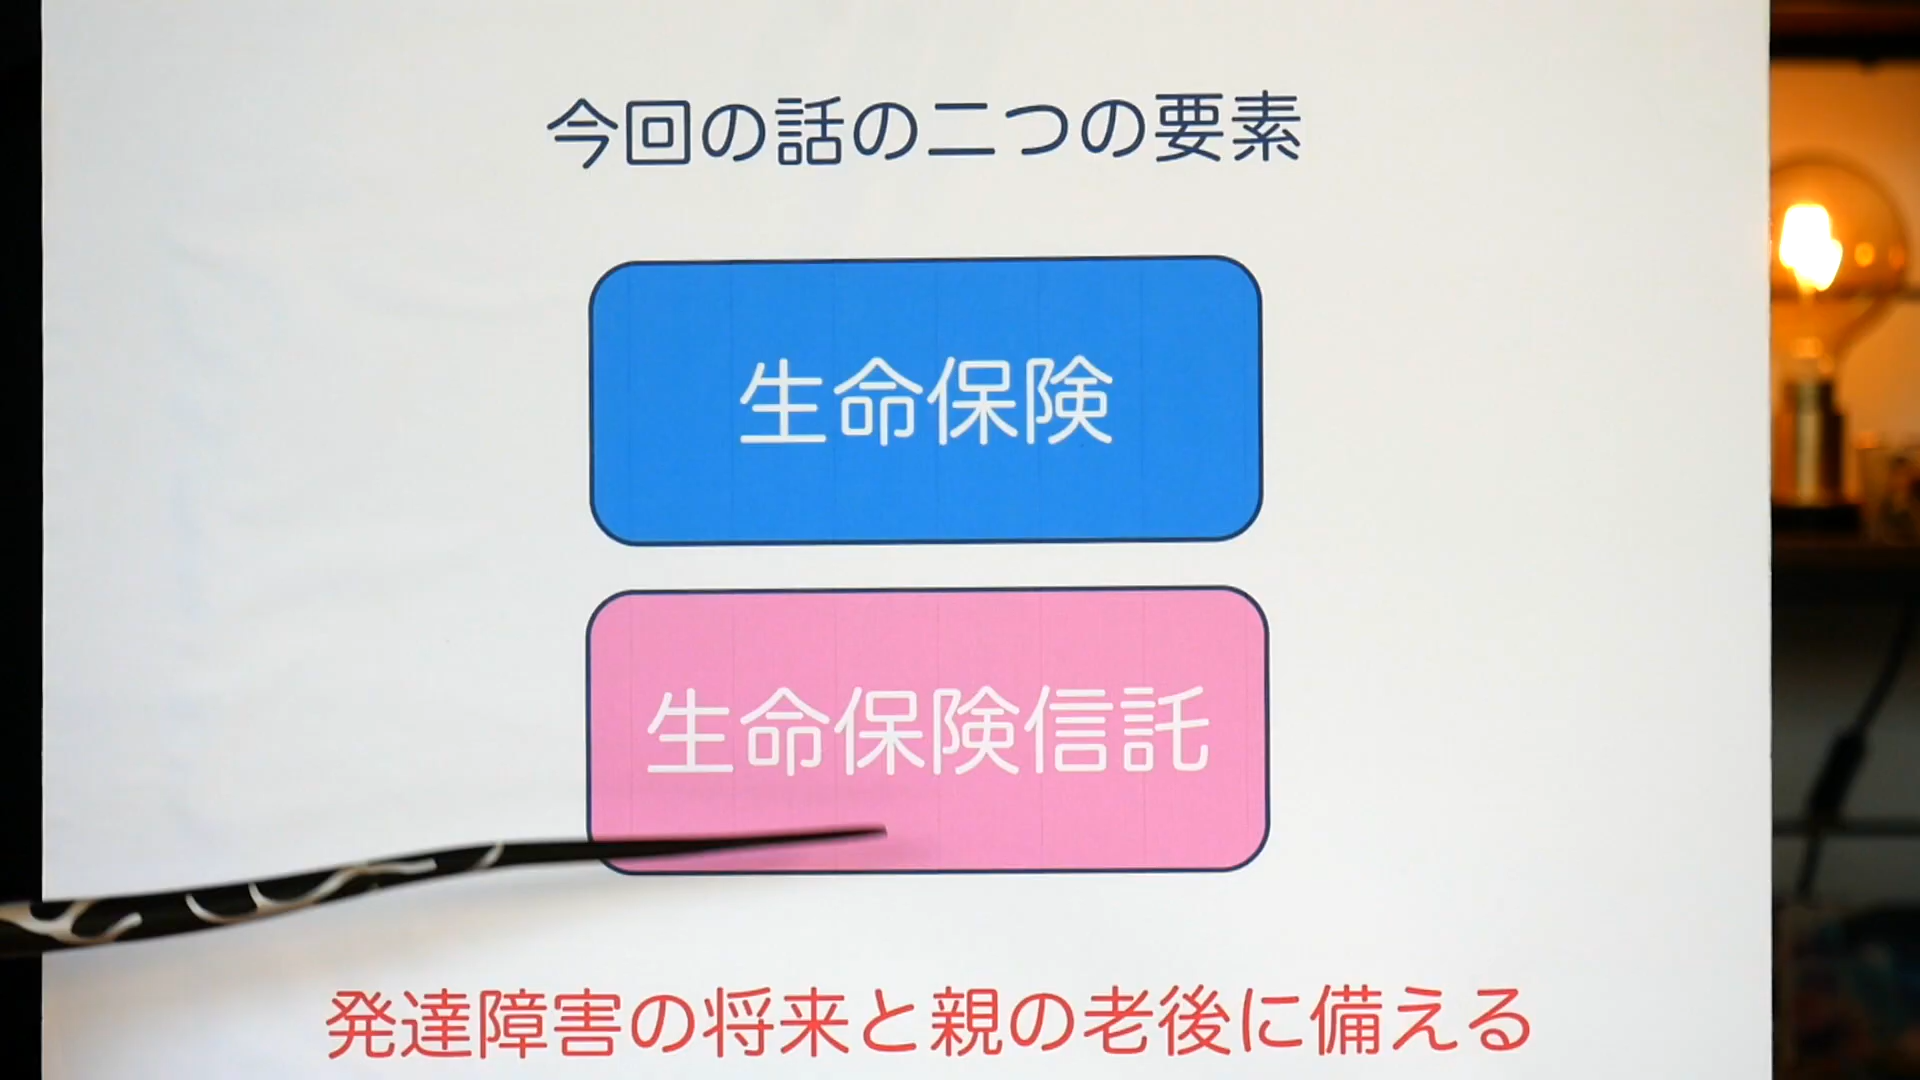 今回の話の二つの要素
生命保険
生命保険信託
発達障害の将来と親の老後に備える